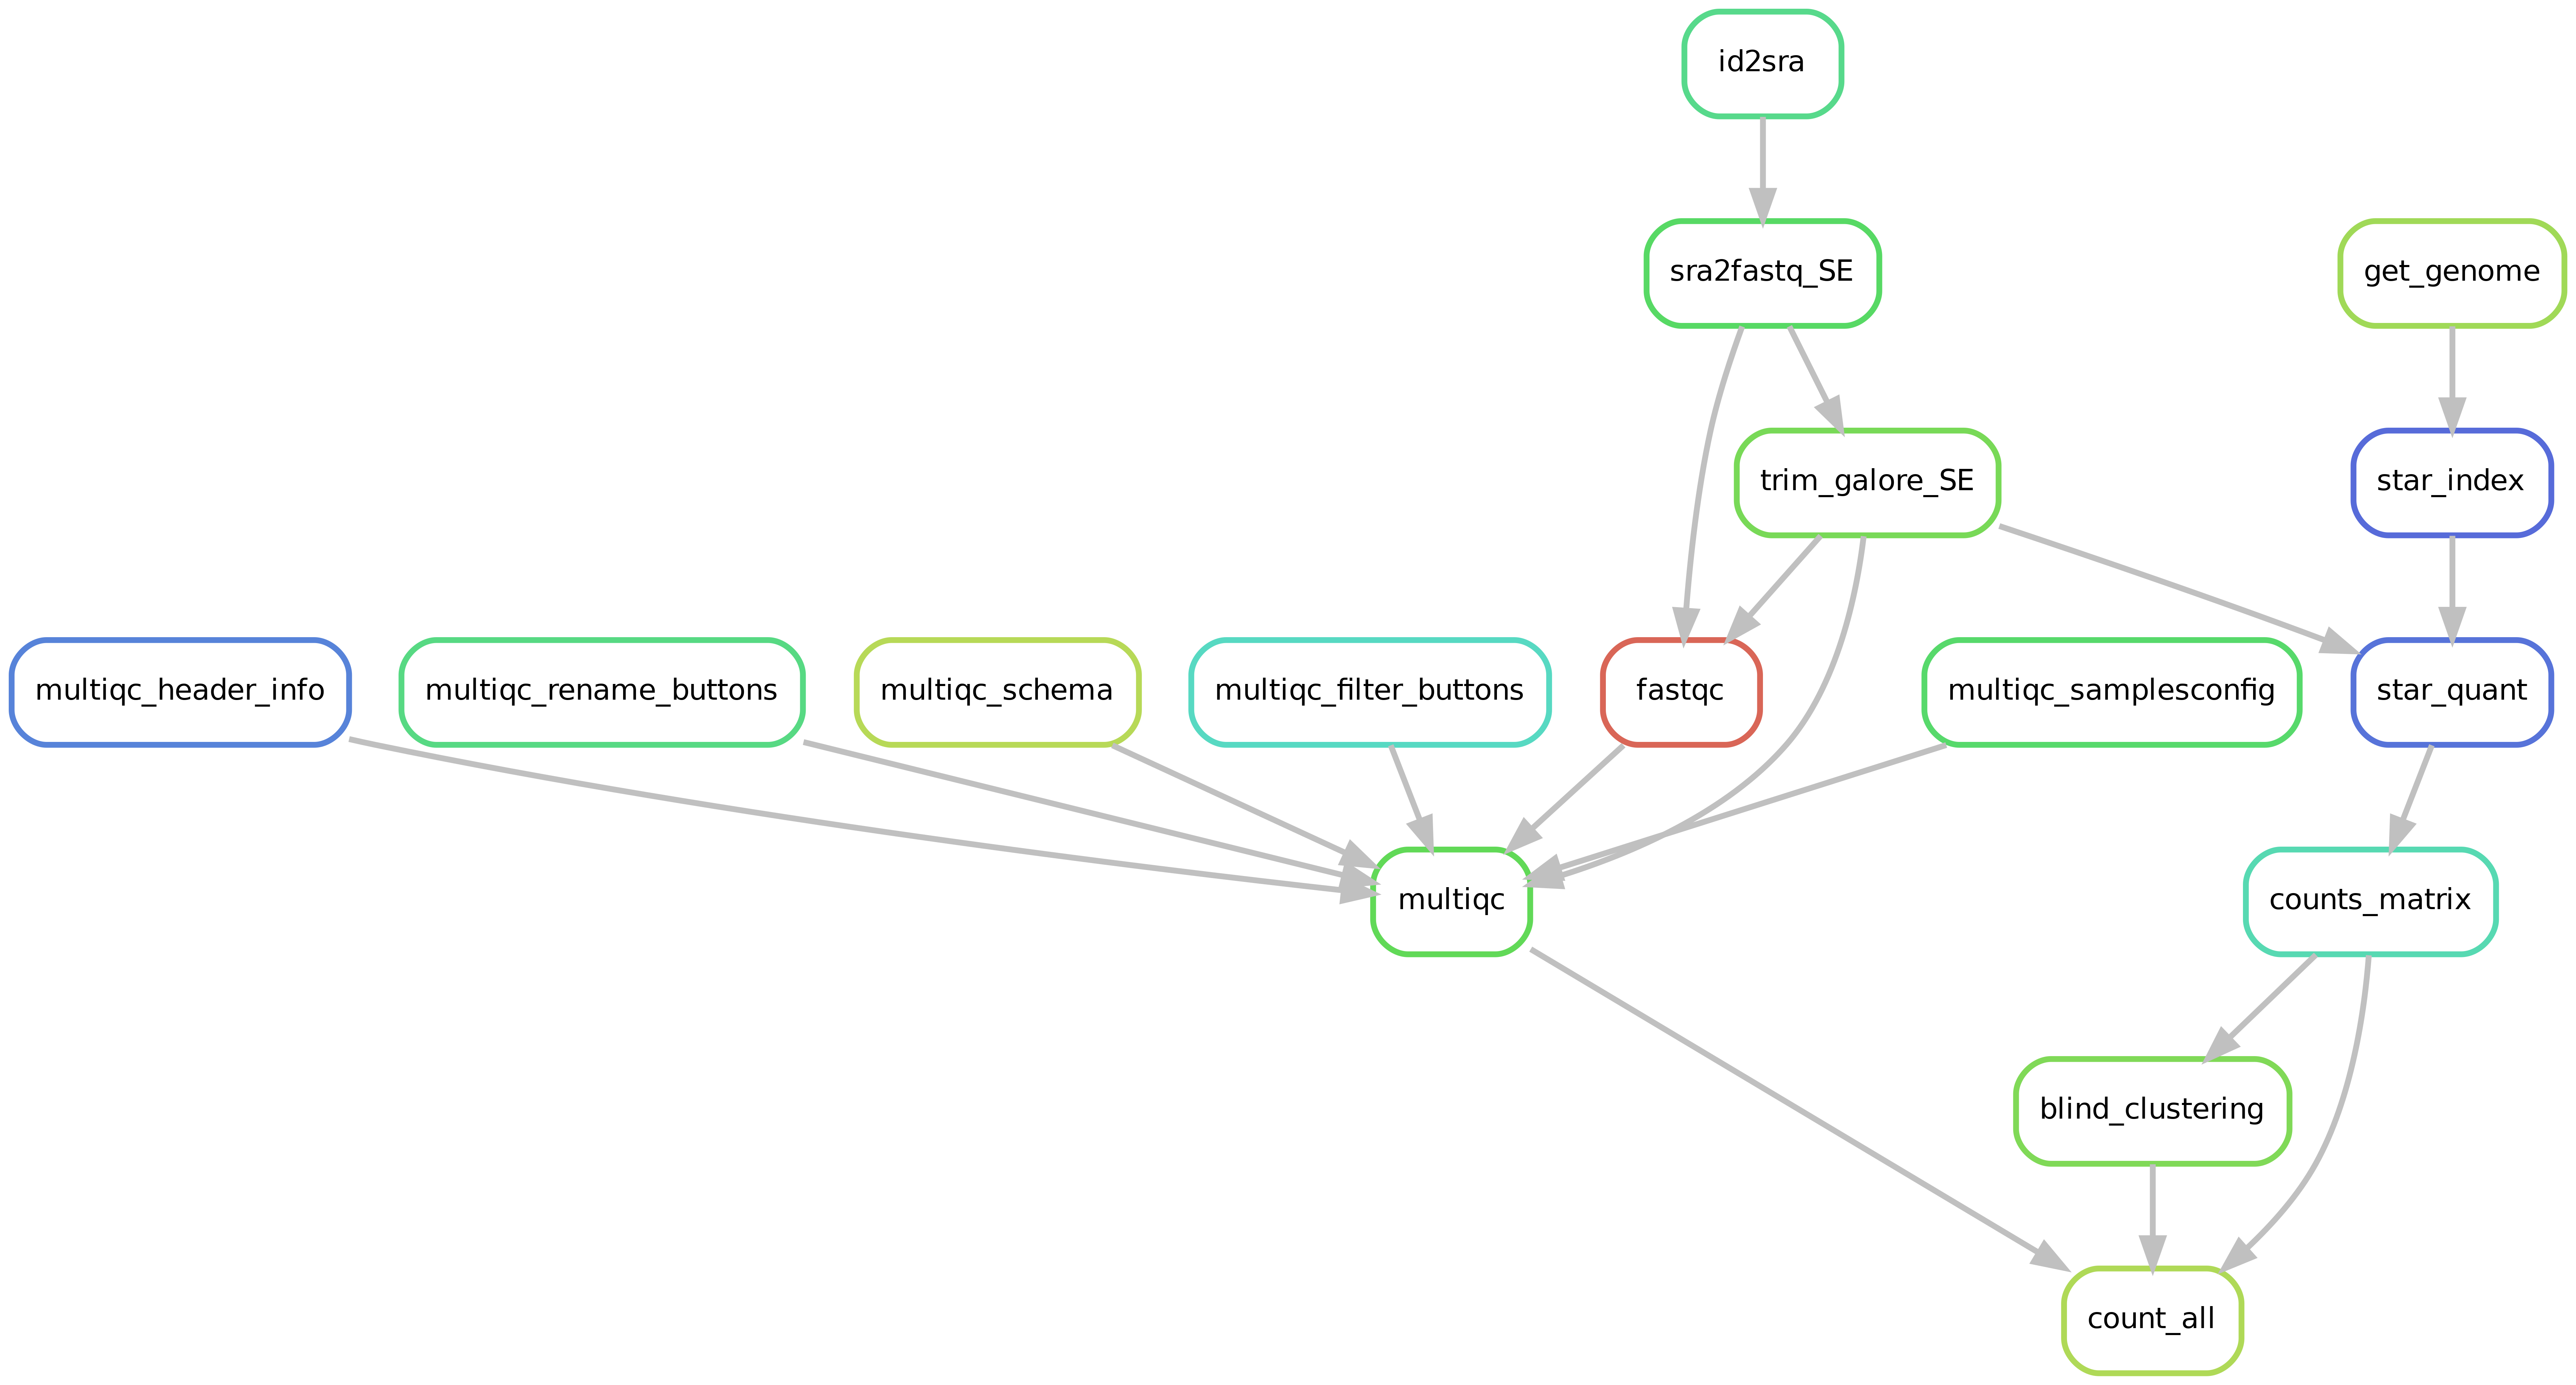 id2sra
sra2fastq_SE
get_genome
trim_galore_SE
star_index
multiqc_header_info
multiqc_rename_buttons
multiqc_schema
multiqc_filter_buttons
fastqc
multiqc_samplesconfig
star_quant
multiqc
counts_matrix
blind_clustering
count_all